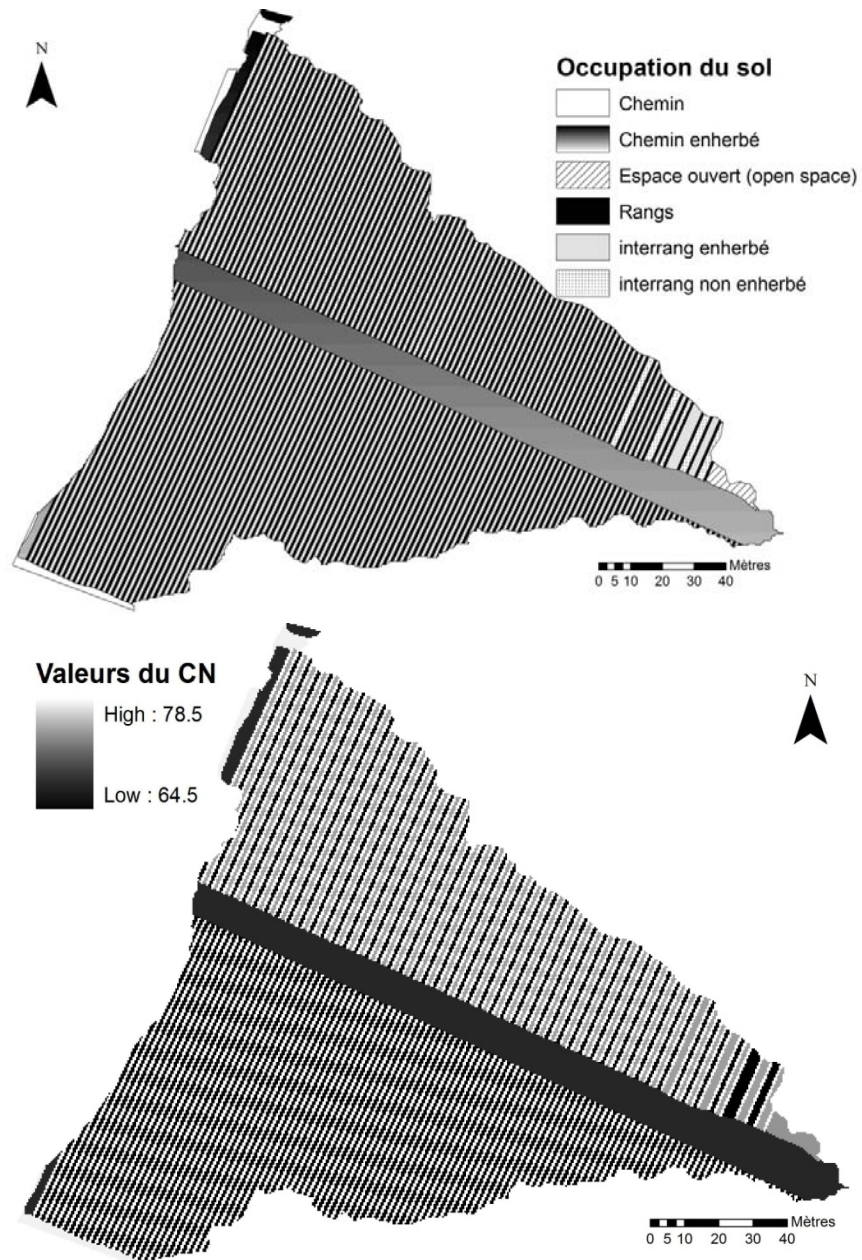 N
Occupation du sol
Chemin
Chemin enherbé
Espace ouvert (open space)
Rangs
interrang enherbé
interrang non enherbé
Mètres
0 5 10 20 30 40
Valeurs du CN
High : 78.5
Low : 64.5
N
Mètres
0 5 10 20 30 40